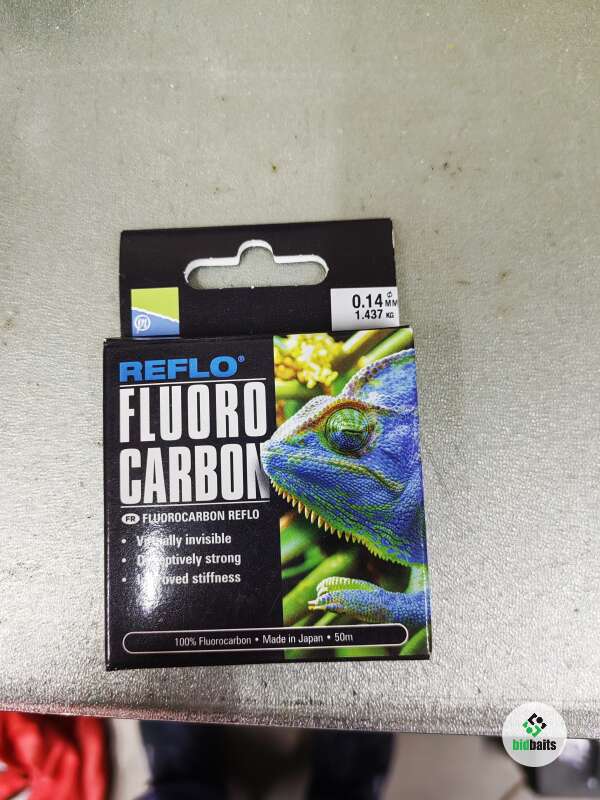 0.14 ∅ MM
1.437 KG
REFLO®
FLUORO
CARBON
FR FLUOROCARBON REFLO
• invisible
• strong
• stiffness
100% Fluorocarbon • Made in Japan • 50m
bidbaits